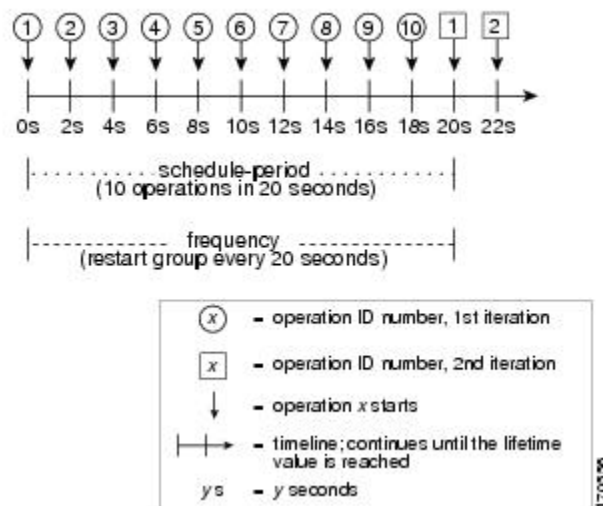 1 2 3 4 5 6 7 8 9 10 1 2
0s 2s 4s 6s 8s 10s 12s 14s 16s 18s 20s 22s
schedule-period
(10 operations in 20 seconds)
frequency
(restart group every 20 seconds)
x = operation ID number, 1st iteration
x = operation ID number, 2nd iteration
= operation x starts
= timeline; continues until the lifetime
value is reached
y s = y seconds